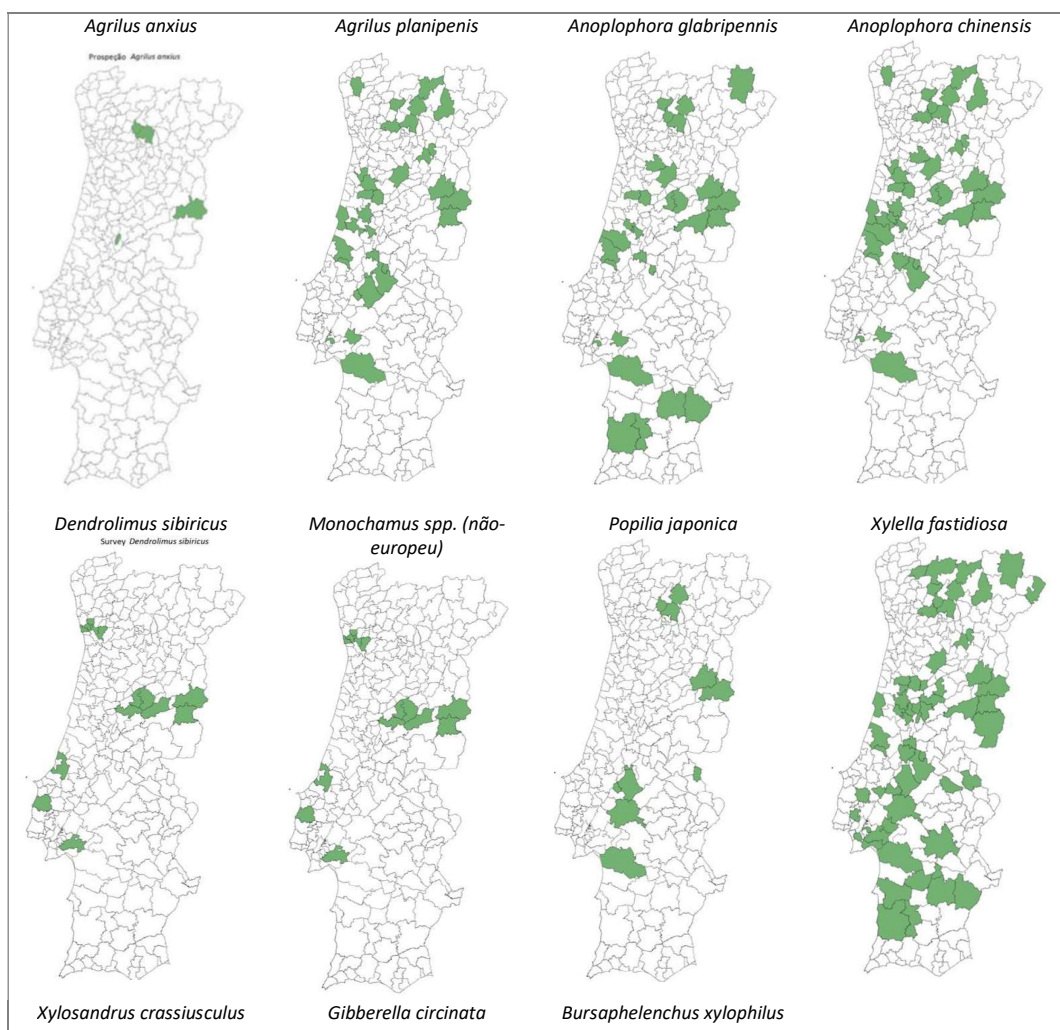 Agrilus anxius
Agrilus planipenis
Anoplophora glabripennis
Anoplophora chinensis
Prospeção Agrilus anxius
Dendrolimus sibiricus
Monochamus spp. (não-
europeu)
Popilia japonica
Xylella fastidiosa
Survey Dendrolimus sibiricus
Xylosandrus crassiusculus
Gibberella circinata
Bursaphelenchus xylophilus